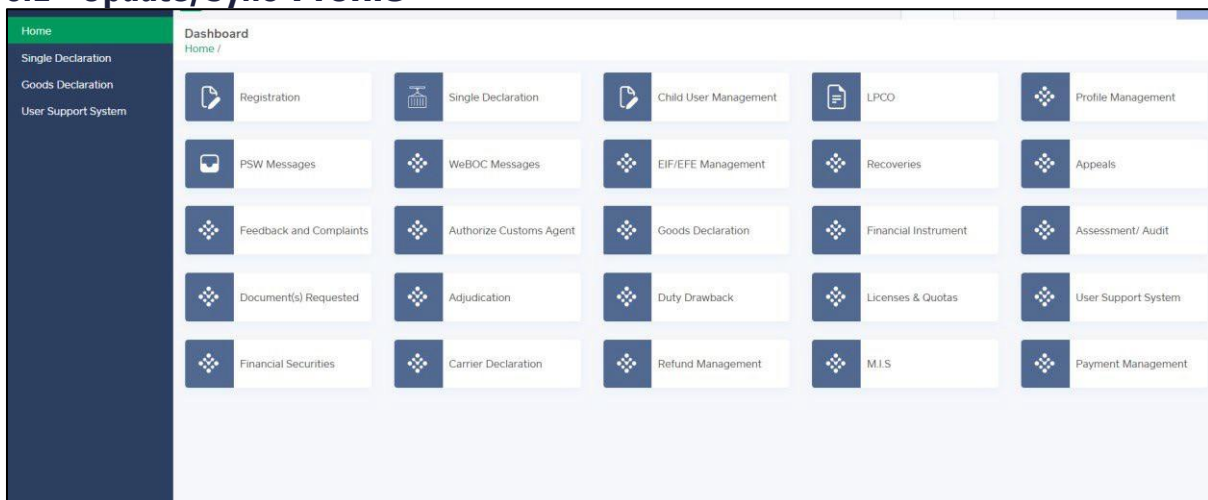 Update/Sync Profile
Home
Single Declaration
Goods Declaration
User Support System
Dashboard
Home /
Registration
Single Declaration
Child User Management
LPCO
Profile Management
PSW Messages
WeBOC Messages
EIF/EFE Management
Recoveries
Appeals
Feedback and Complaints
Authorize Customs Agent
Goods Declaration
Financial Instrument
Assessment/ Audit
Document(s) Requested
Adjudication
Duty Drawback
Licenses & Quotas
User Support System
Financial Securities
Carrier Declaration
Refund Management
M.I.S
Payment Management